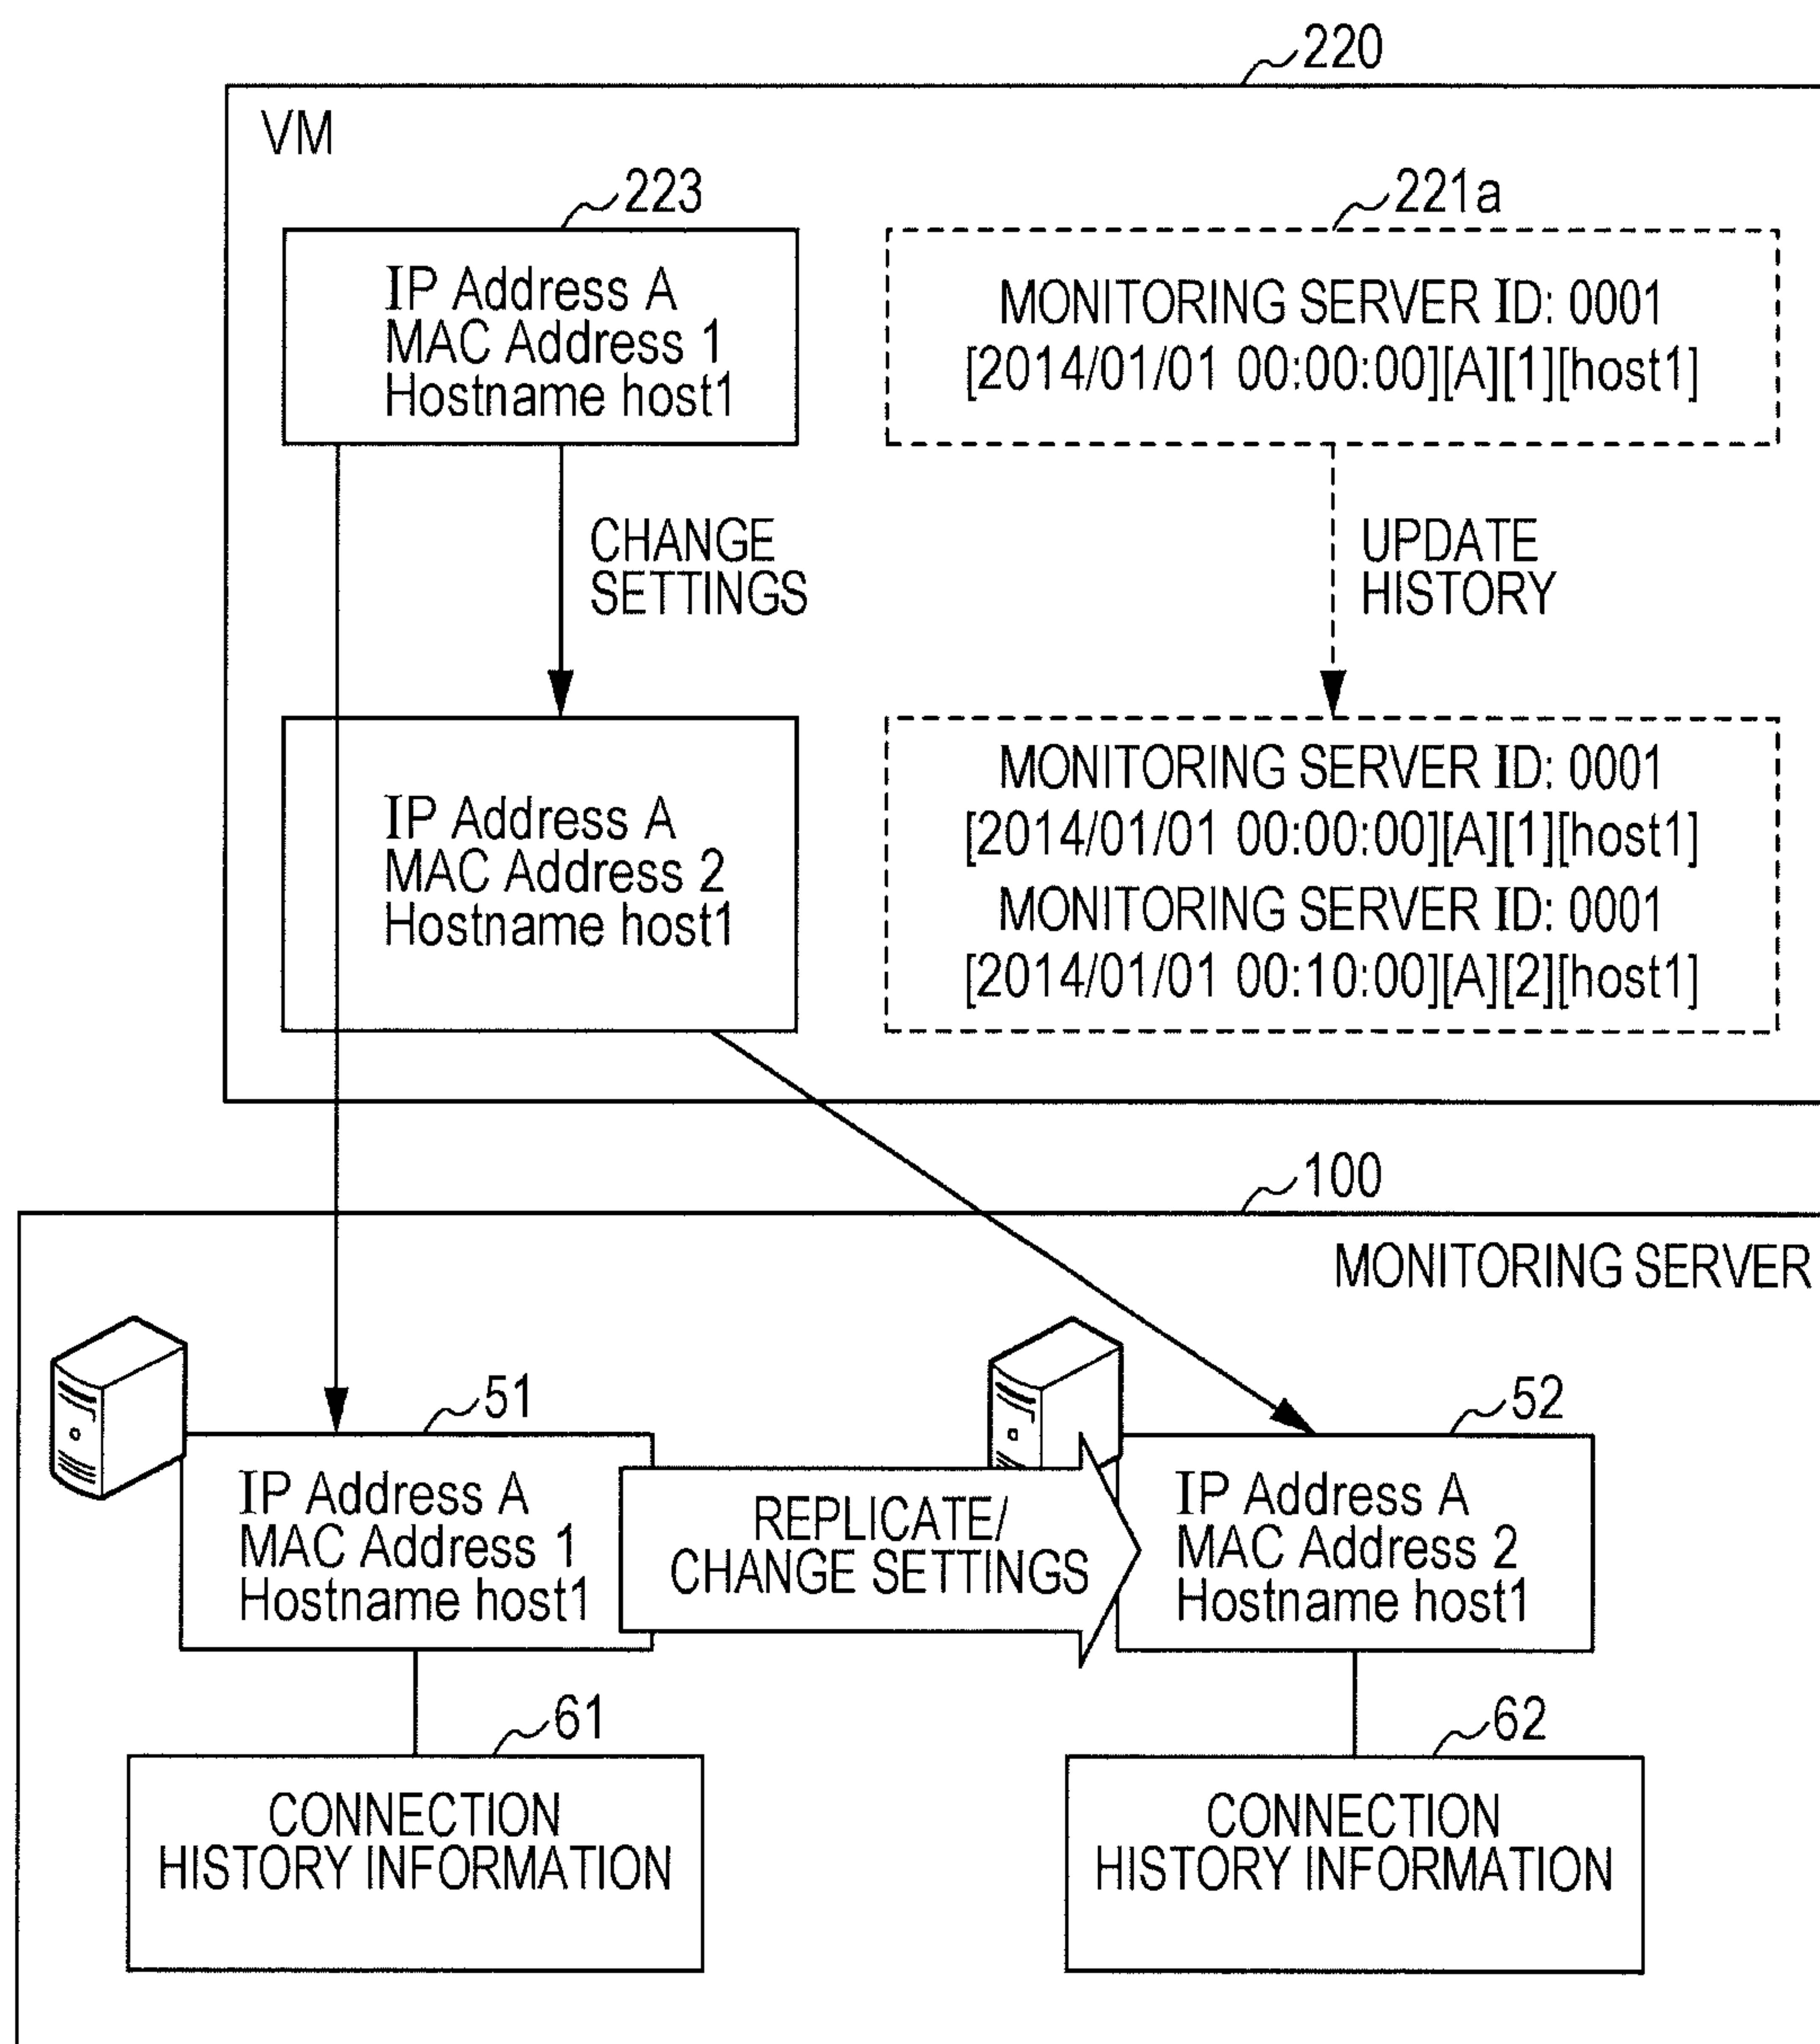 220
VM
223
221a
IP Address A
MAC Address 1
Hostname host1
MONITORING SERVER ID: 0001
[2014/01/01 00:00:00][A][1][host1]
CHANGE
SETTINGS
UPDATE
HISTORY
IP Address A
MAC Address 2
Hostname host1
MONITORING SERVER ID: 0001
[2014/01/01 00:00:00][A][1][host1]
MONITORING SERVER ID: 0001
[2014/01/01 00:10:00][A][2][host1]
100
MONITORING SERVER
51
52
IP Address A
MAC Address 1
Hostname host1
REPLICATE/
CHANGE SETTINGS
IP Address A
MAC Address 2
Hostname host1
61
62
CONNECTION
HISTORY INFORMATION
CONNECTION
HISTORY INFORMATION